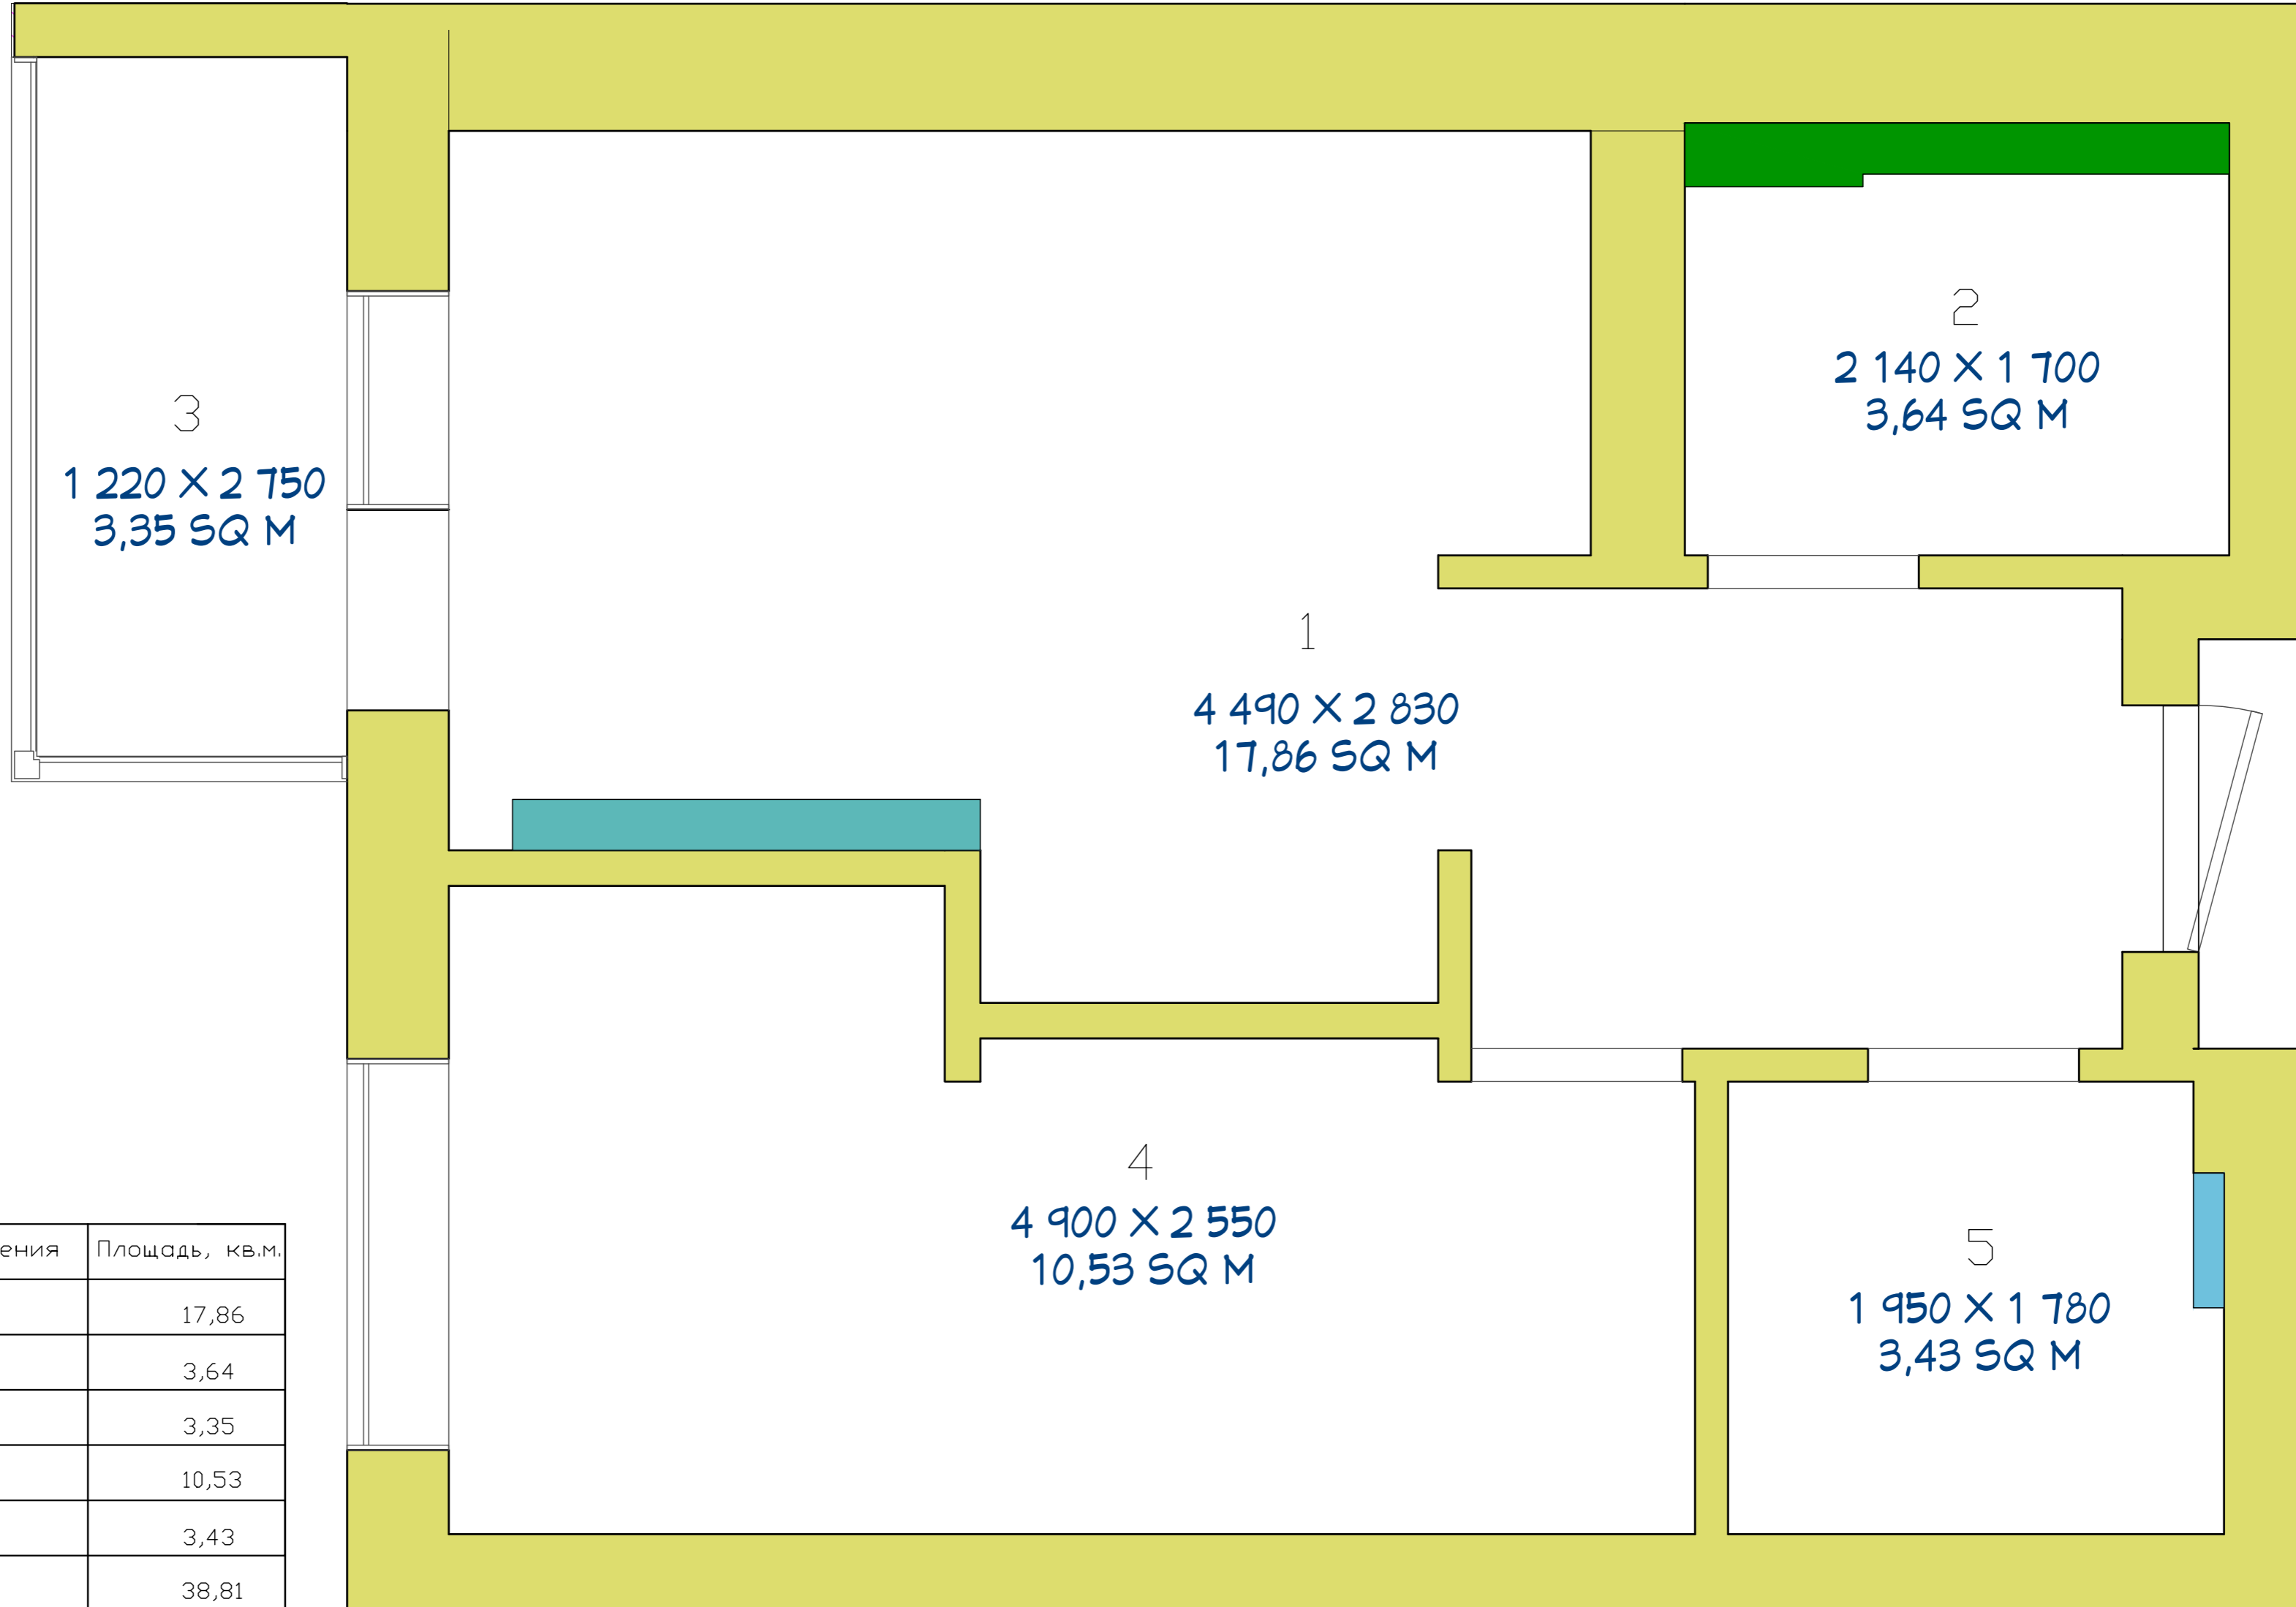 3
1 220 X 2 750
3,35 SQ M
2
2 140 X 1 700
3,64 SQ M
1
4 490 X 2 830
17,86 SQ M
4
4 900 X 2 550
10,53 SQ M
5
1 950 X 1 780
3,43 SQ M
ения Площадь, кв.м.
17,86
3,64
3,35
10,53
3,43
38,81